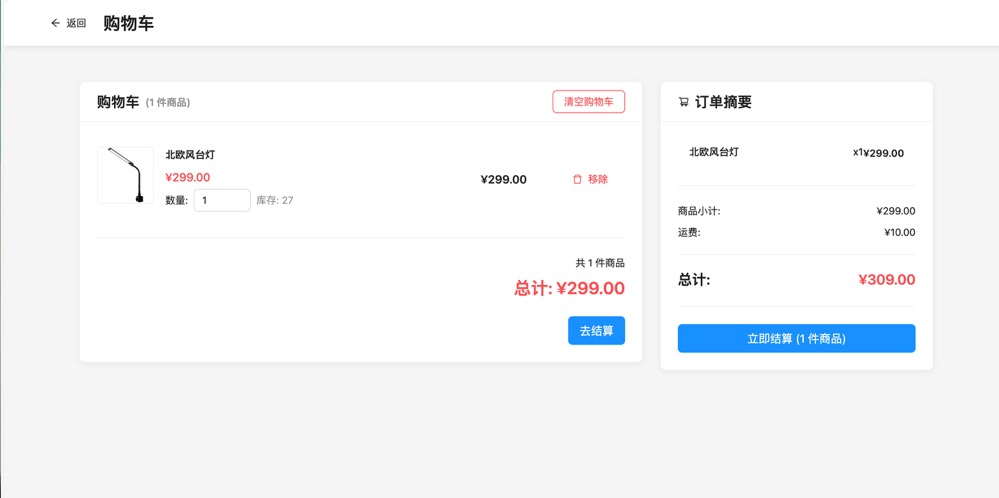 返回 购物车
购物车 (1 件商品) 清空购物车
北欧风台灯
¥299.00
数量: 1 库存: 27
¥299.00 移除
共 1 件商品
总计: ¥299.00
去结算
订单摘要
北欧风台灯 x1¥299.00
商品小计: ¥299.00
运费: ¥10.00
总计: ¥309.00
立即结算 (1 件商品)